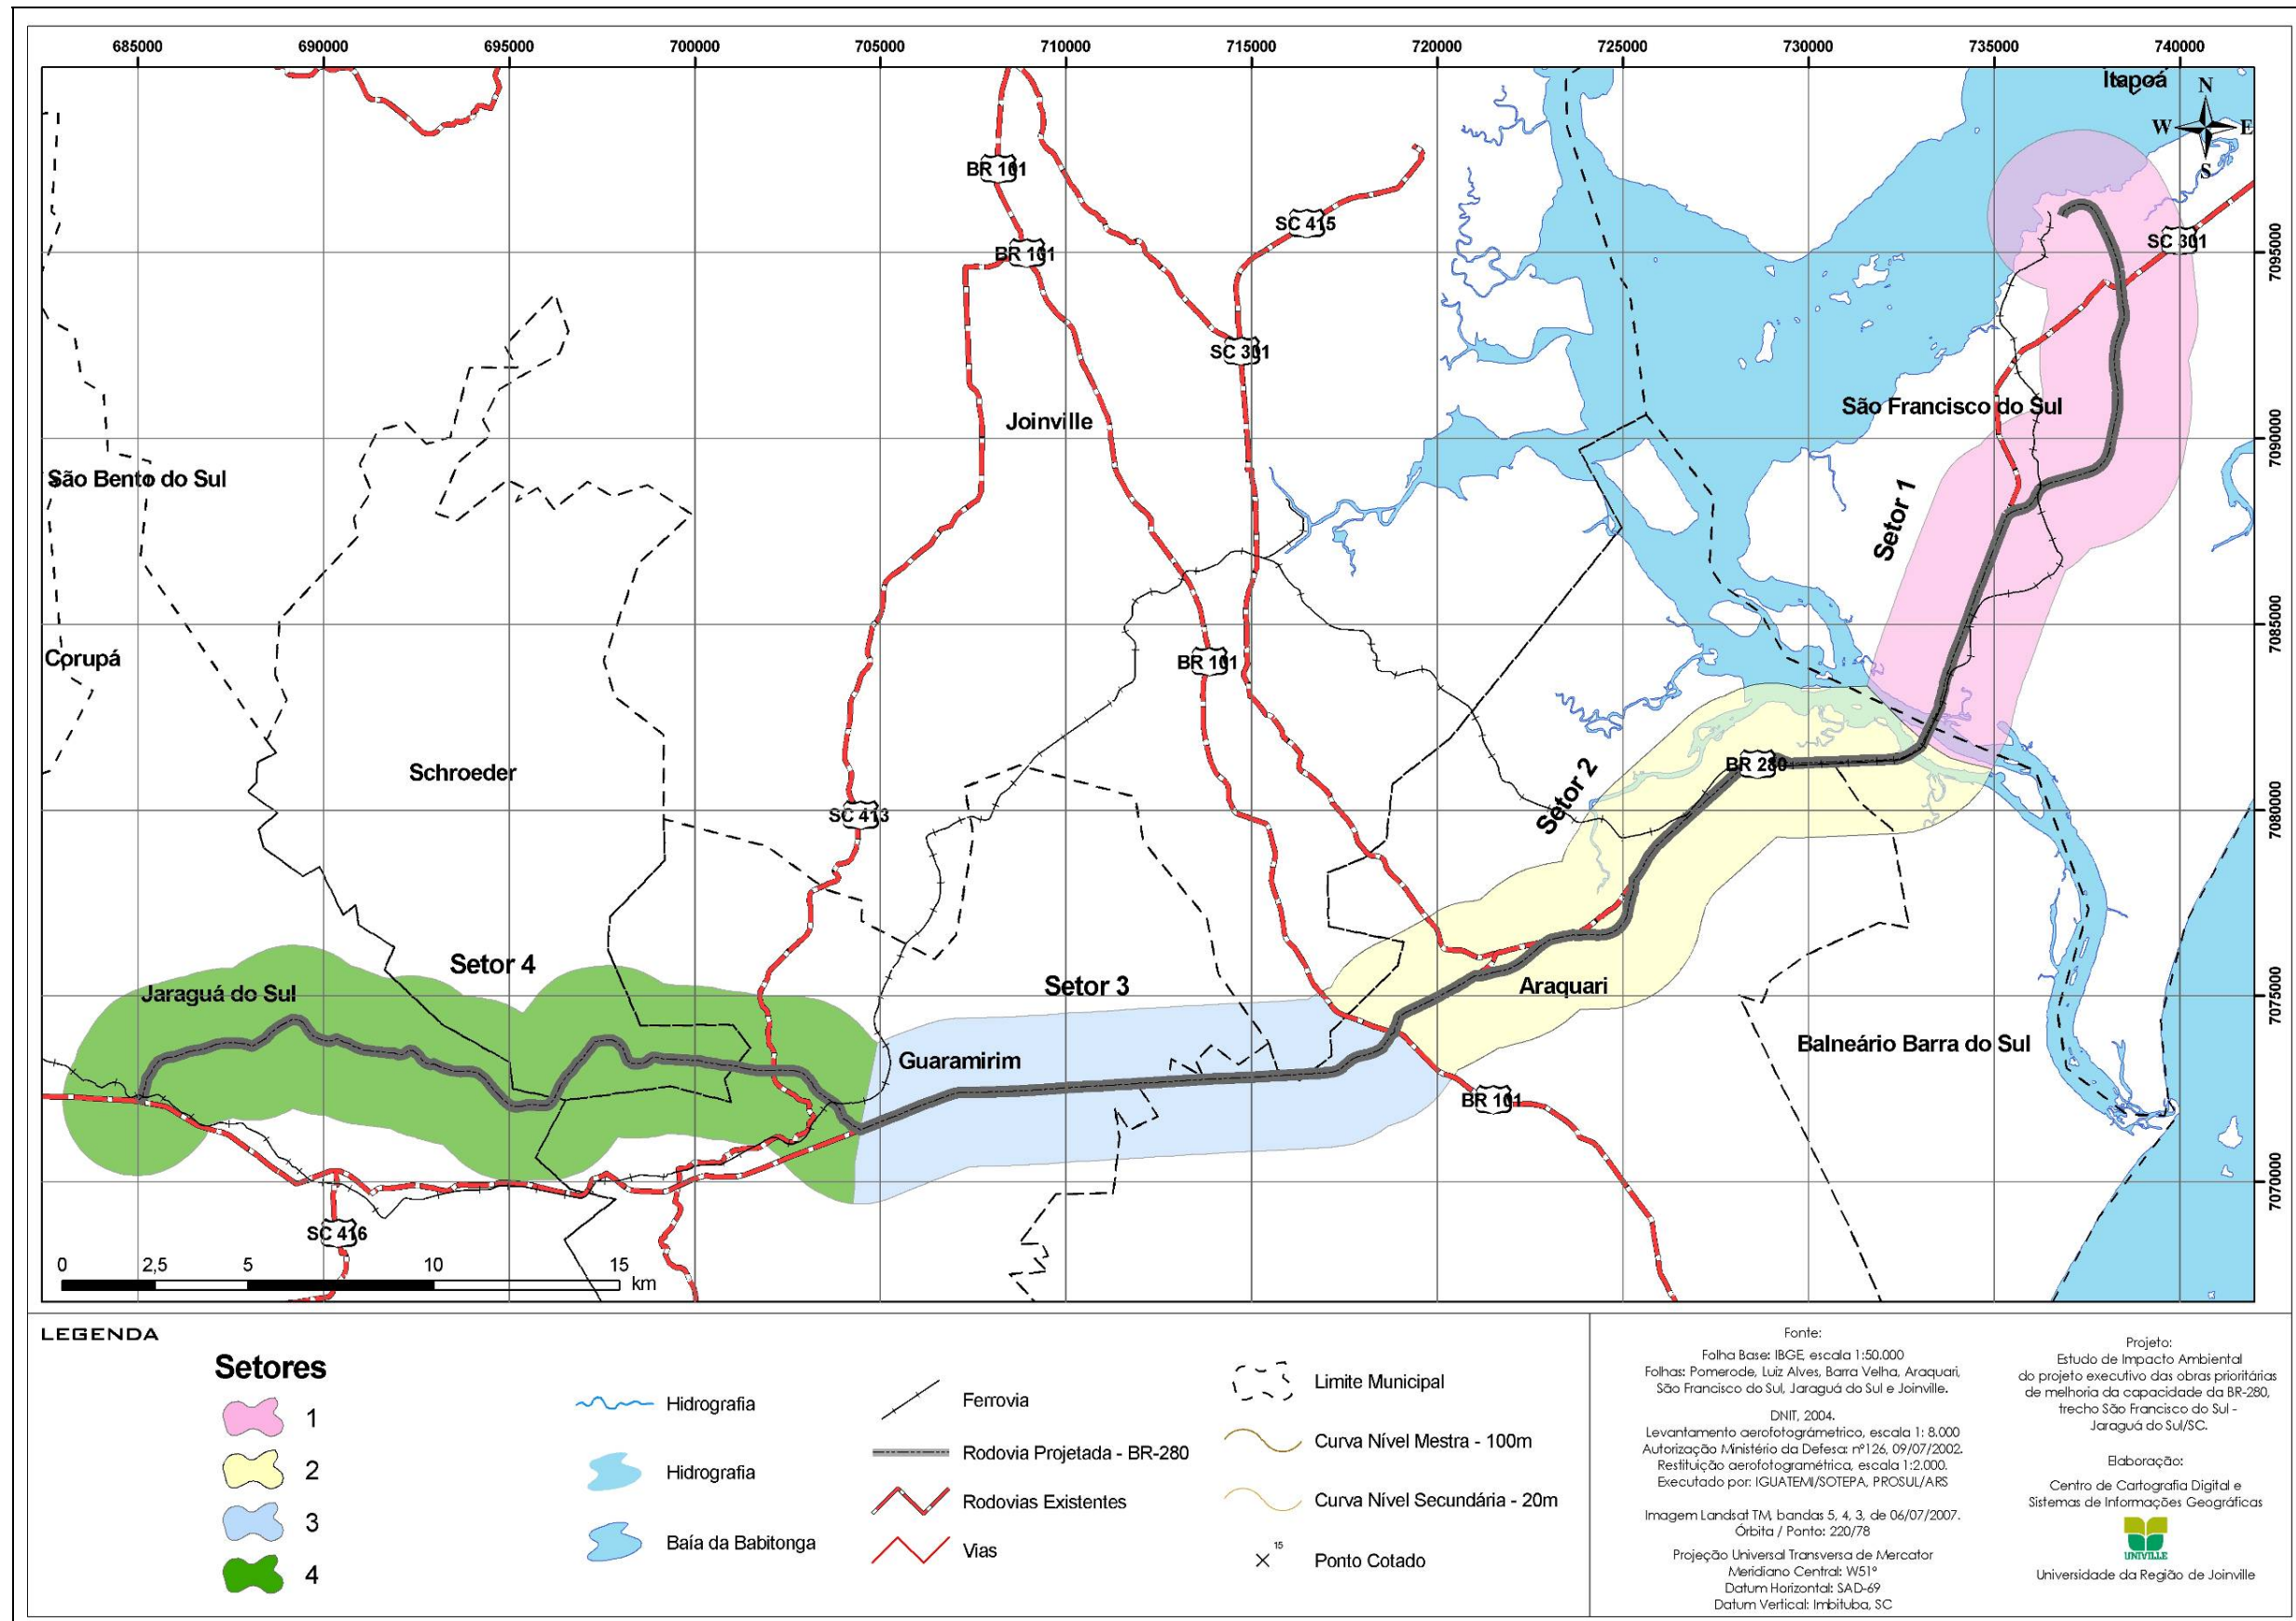 685000 690000 695000 700000 705000 710000 715000 720000 725000 730000 735000 740000
Itapoá
N
W E
S
BR 101
SC 415
SC 301
BR 101
7095000
SC 301
São Francisco do Sul
Joinville
7090000
São Bento do Sul
Setor 1
7085000
Corupá
BR 101
Schroeder
BR 280
Setor 2
SC 413
7080000
Setor 4
Setor 3
Jaraguá do Sul
Araquari
7075000
Guaramirim
Balneário Barra do Sul
BR 101
7070000
SC 416
0 2,5 5 10 15
km
LEGENDA
Setores
1
2
3
4
Hidrografia
Hidrografia
Baía da Babitonga
Ferrovia
Rodovia Projetada - BR-280
Rodovias Existentes
Vias
Limite Municipal
Curva Nível Mestra - 100m
Curva Nível Secundária - 20m
15
Ponto Cotado
Fonte:
Folha Base: IBGE, escala 1:50.000
Folhas: Pomerode, Luiz Alves, Barra Velha, Araquari,
São Francisco do Sul, Jaraguá do Sul e Joinville.
DNIT, 2004.
Levantamento aerofotográmetrico, escala 1: 8.000
Autorização Ministério da Defesa: nº126, 09/07/2002.
Restituição aerofotogramétrica, escala 1:2.000.
Executado por: IGUATEMI/SOTEPA, PROSUL/ARS
Imagem Landsat TM, bandas 5, 4, 3, de 06/07/2007.
Órbita / Ponto: 220/78
Projeção Universal Transversa de Mercator
Meridiano Central: W51º
Datum Horizontal: SAD-69
Datum Vertical: Imbituba, SC
Projeto:
Estudo de Impacto Ambiental
do projeto executivo das obras prioritárias
de melhoria da capacidade da BR-280,
trecho São Francisco do Sul -
Jaraguá do Sul/SC.
Elaboração:
Centro de Cartografia Digital e
Sistemas de Informações Geográficas
UNIVILLE
Universidade da Região de Joinville